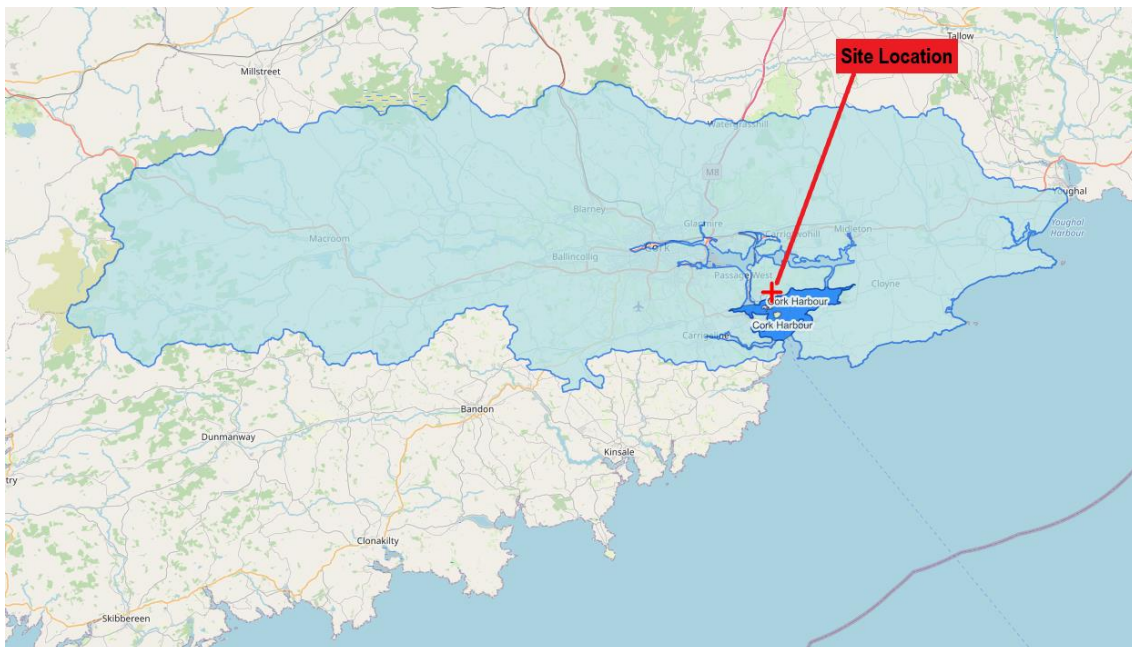 Tallow
Site Location
Millstreet
Watergrasshill
M8
Youghal
Blarney
Glanmire
Youghal
Harbour
Carrigtwohill
Midleton
Macroom
Cork
Ballincollig
Passage West
Cloyne
Cork Harbour
Cork Harbour
Carrigaline
Bandon
Dunmanway
Kinsale
try
Clonakilty
Skibbereen